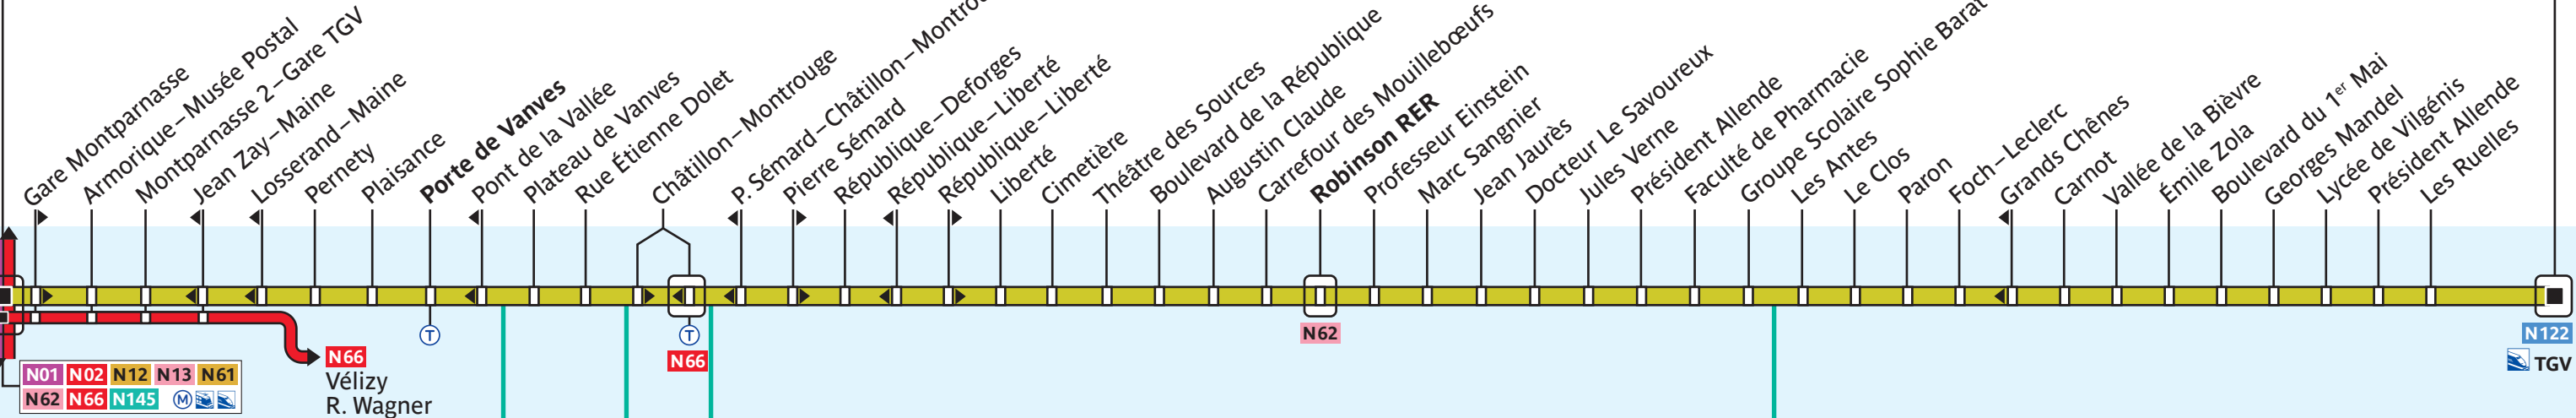 Gare Montparnasse
Armorique – Musée Postal
Montparnasse 2 – Gare TGV
Jean Zay – Maine
Losserand – Maine
Pernety
Plaisance
Porte de Vanves
Pont de la Vallée
Plateau de Vanves
Rue Étienne Dolet
Châtillon – Montrouge
P. Sémard – Châtillon – Montrou
Pierre Sémard
République – Deforges
République – Liberté
République – Liberté
Liberté
Cimetière
Théâtre des Sources
Boulevard de la République
Augustin Claude
Carrefour des Mouillebœufs
Robinson RER
Professeur Einstein
Marc Sangnier
Jean Jaurès
Docteur Le Savoureux
Jules Verne
Président Allende
Faculté de Pharmacie
Groupe Scolaire Sophie Barat
Les Antes
Le Clos
Paron
Foch – Leclerc
Grands Chênes
Carnot
Vallée de la Bièvre
Émile Zola
Boulevard du 1er Mai
Georges Mandel
Lycée de Vilgénis
Président Allende
Les Ruelles
T
T
N66
N62
N122
TGV
N66
Vélizy
R. Wagner
N01 N02 N12 N13 N61
N62 N66 N145 M